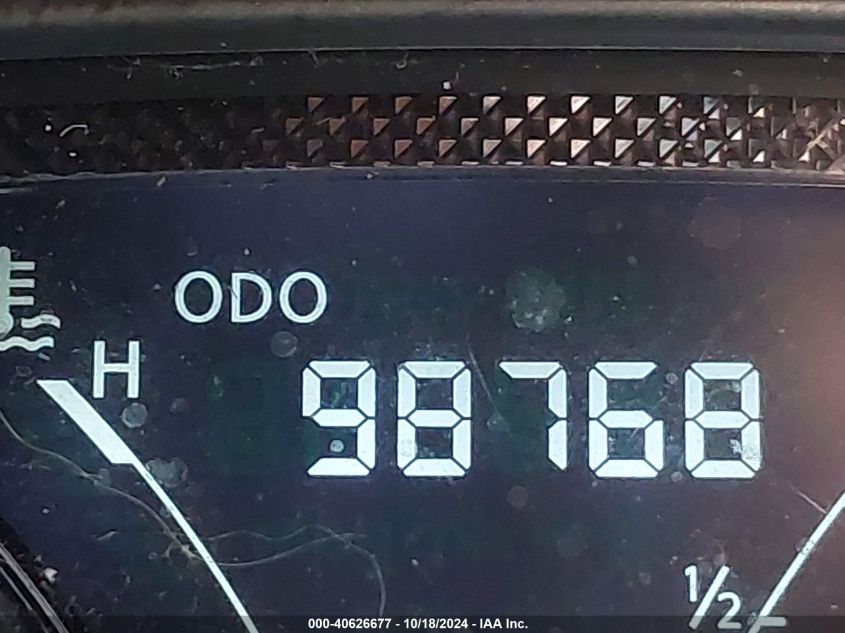 ODO
H
98768
1/2
000-40626677 - 10/18/2024 - IAA Inc.